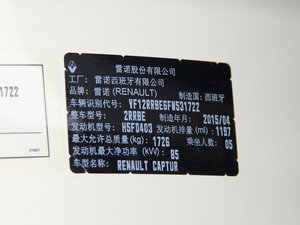 雷诺股份有限公司
工厂: 雷诺西班牙有限公司
品牌: 雷诺 (RENAULT) 制造国: 西班牙
车辆识别代号: VF12RRBE6FW531722
整车型号: 2RRBE 制造年月: 2015/04
发动机型号: H5FD403 发动机排量 (ml): 1197
最大允许总质量 (kg): 1726 乘坐人数: 05
发动机最大净功率 (kW): 85
车型名称: RENAULT CAPTUR
1722